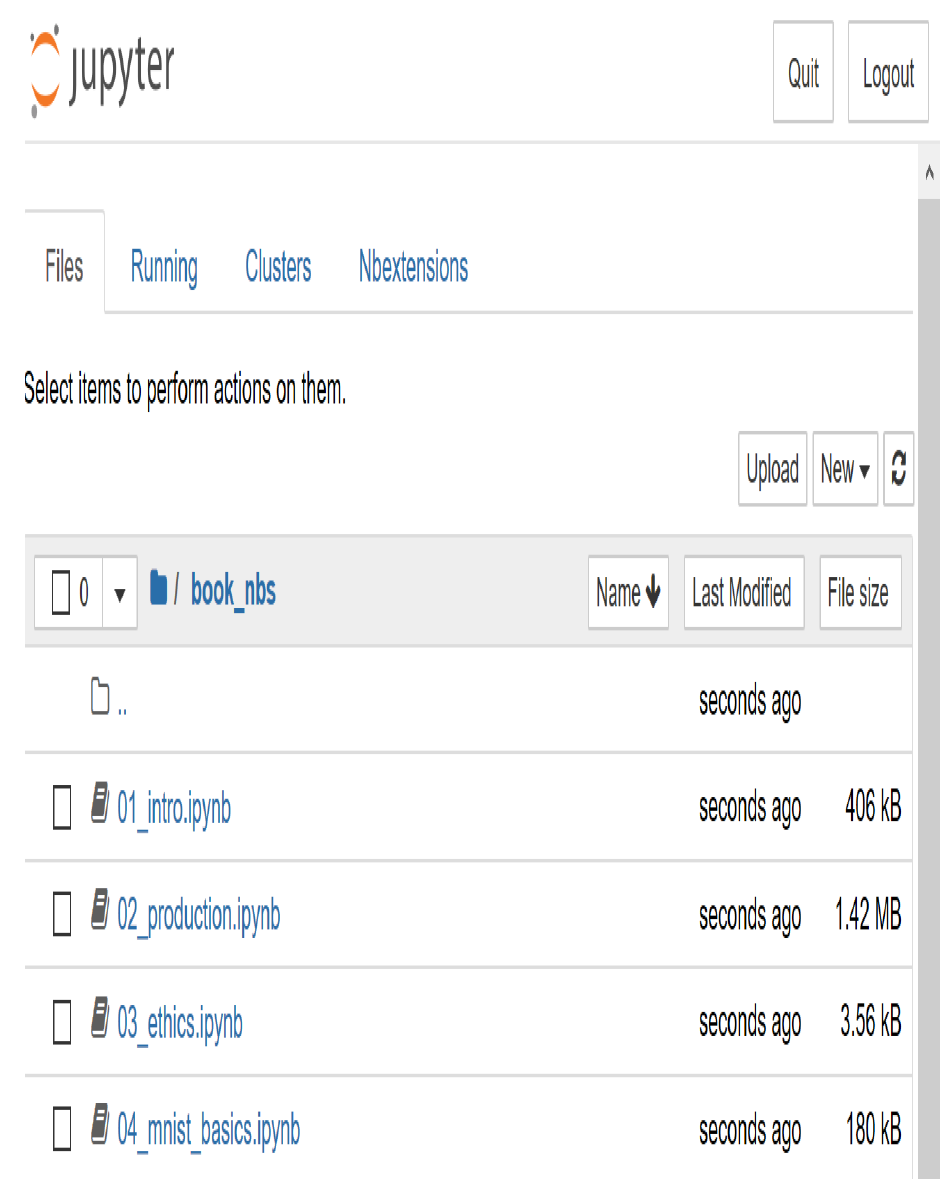 jupyter
Quit Logout
Files Running Clusters Nbextensions
Select items to perform actions on them.
Upload New
0 / book_nbs Name Last Modified File size
.. seconds ago
01_intro.ipynb seconds ago 406 kB
02_production.ipynb seconds ago 1.42 MB
03_ethics.ipynb seconds ago 3.56 kB
04_mnist_basics.ipynb seconds ago 180 kB